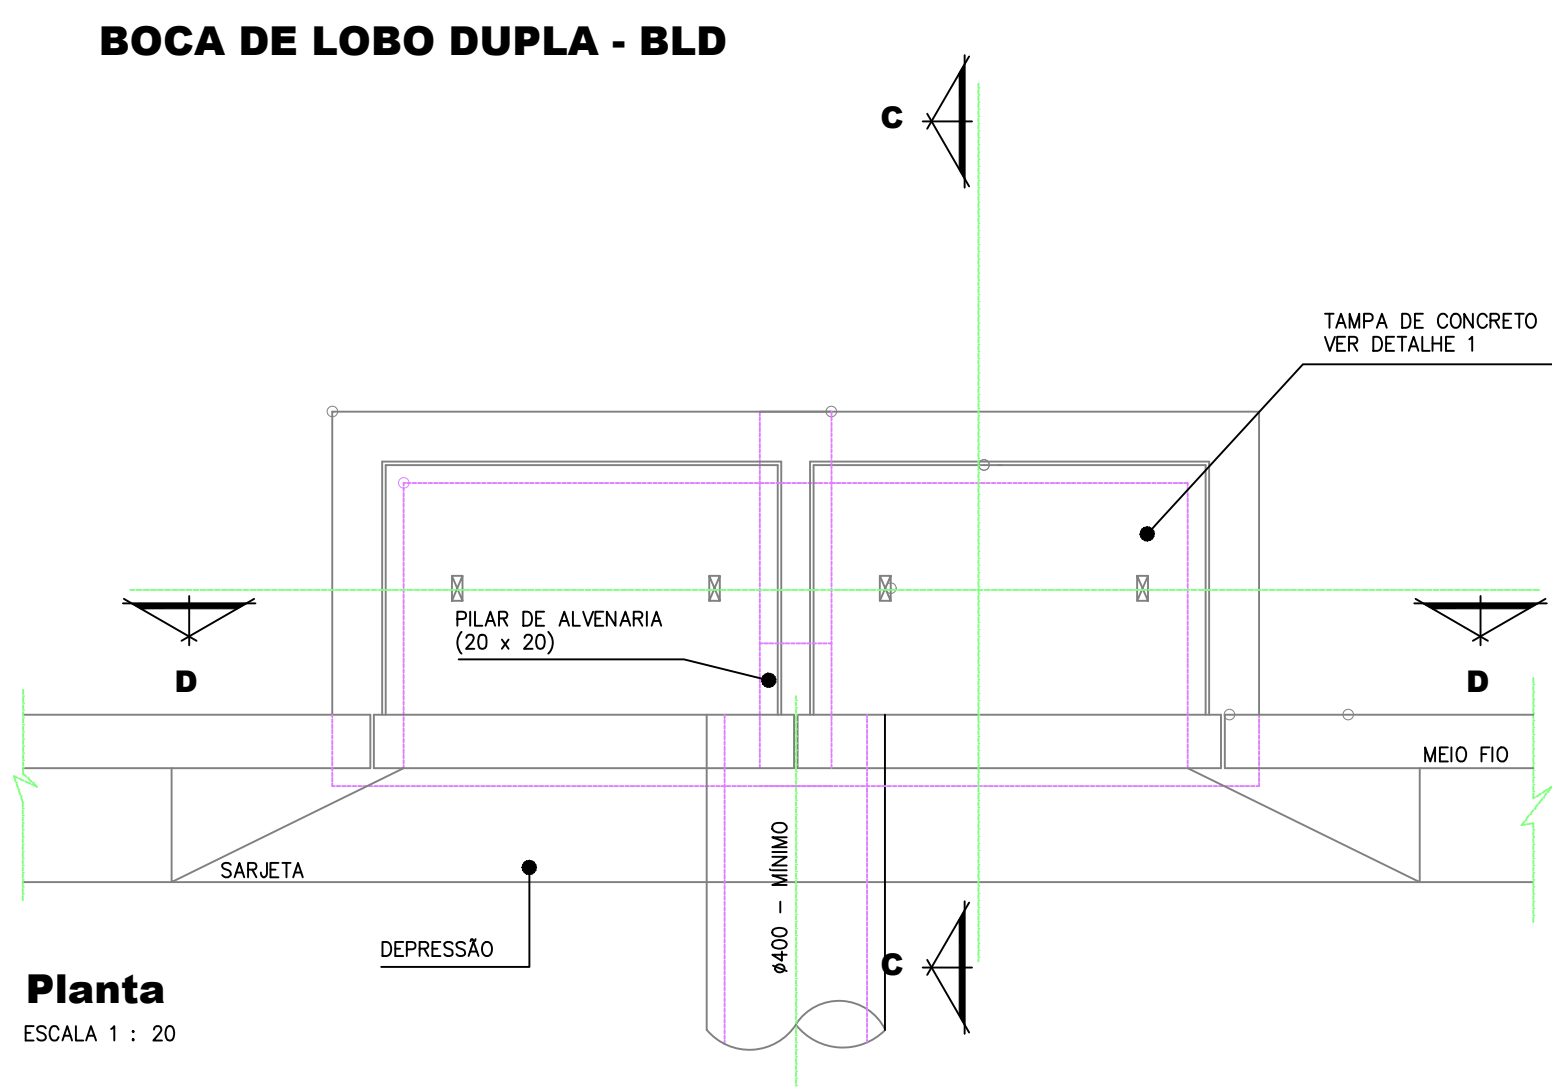 BOCA DE LOBO DUPLA - BLD
C
TAMPA DE CONCRETO
VER DETALHE 1
PILAR DE ALVENARIA
(20 x 20)
D
D
MEIO FIO
SARJETA
ø400 - MÍNIMO
DEPRESSÃO
C
Planta
ESCALA 1 : 20